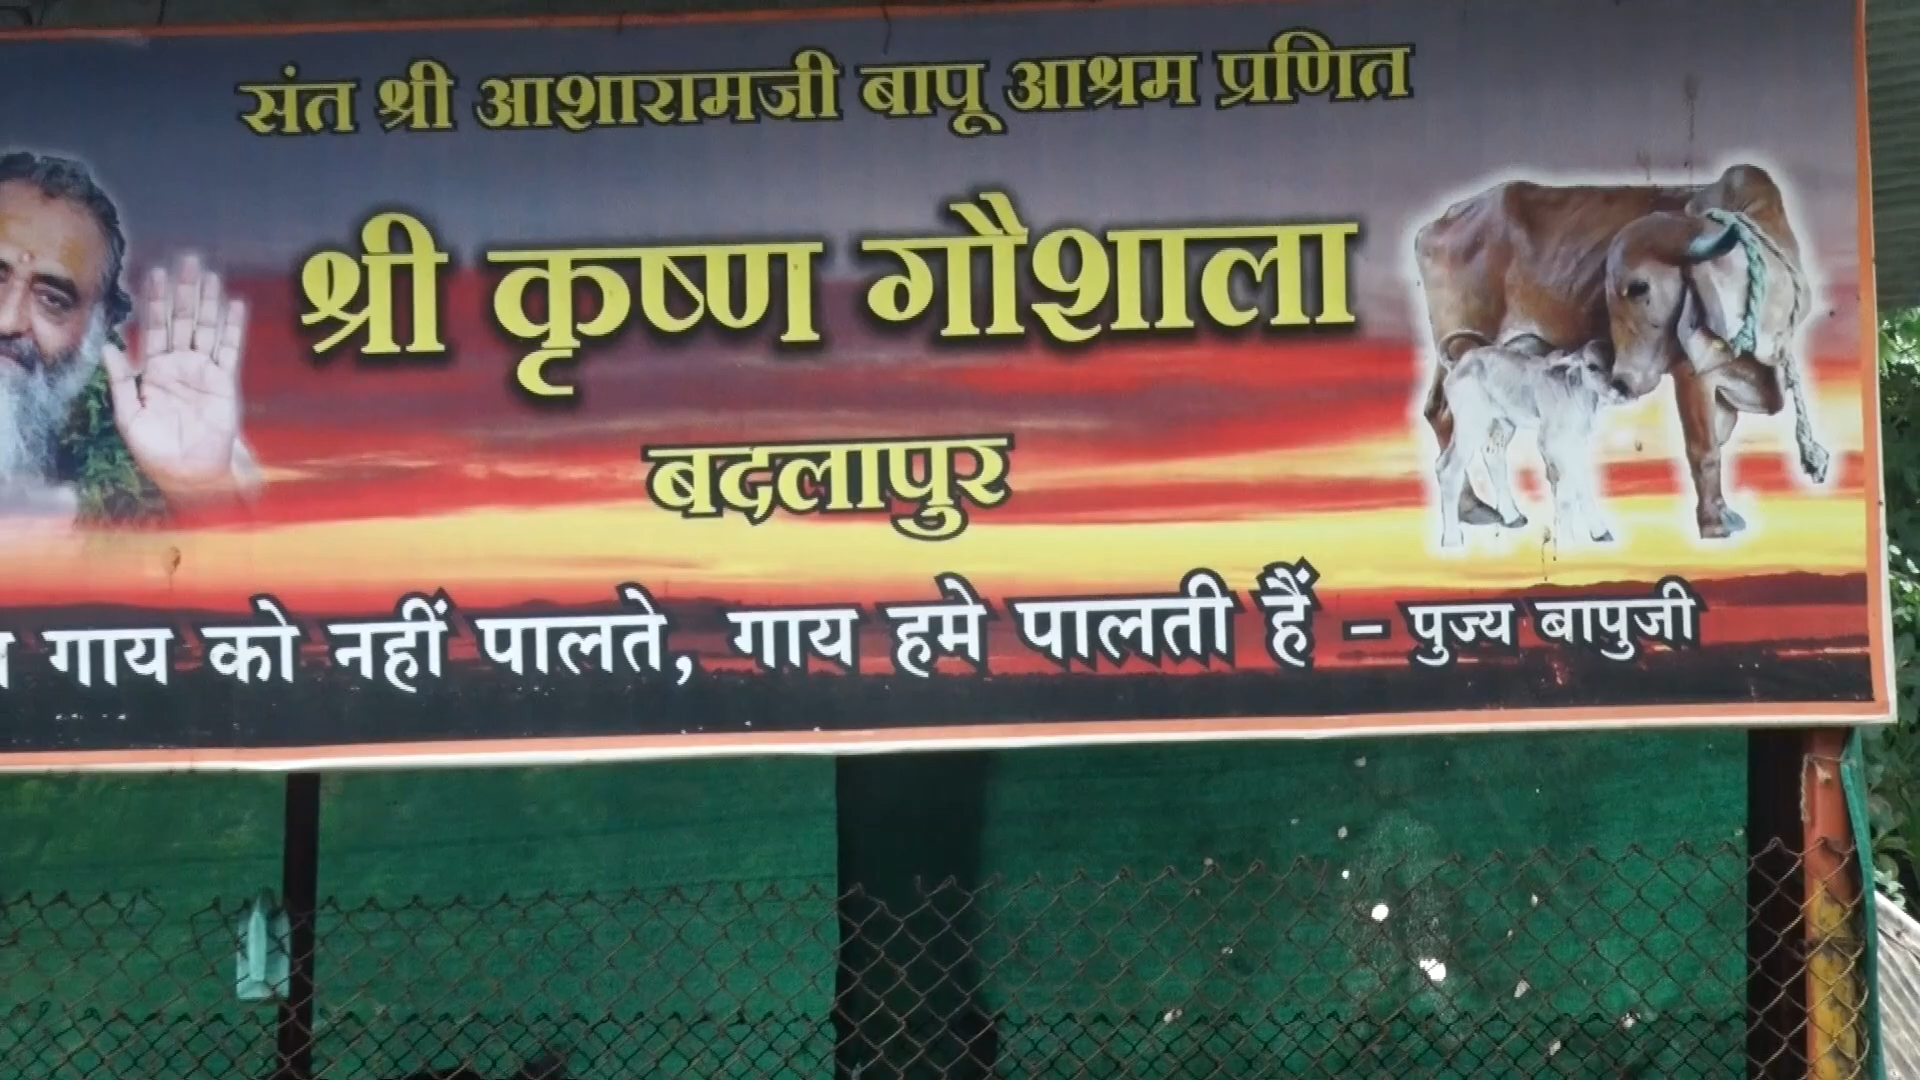 संत श्री आशारामजी बापू आश्रम प्रणित
श्री कृष्ण गौशाला
बदलापुर
गाय को नहीं पालते, गाय हमे पालती हैं – पुज्य बापुजी